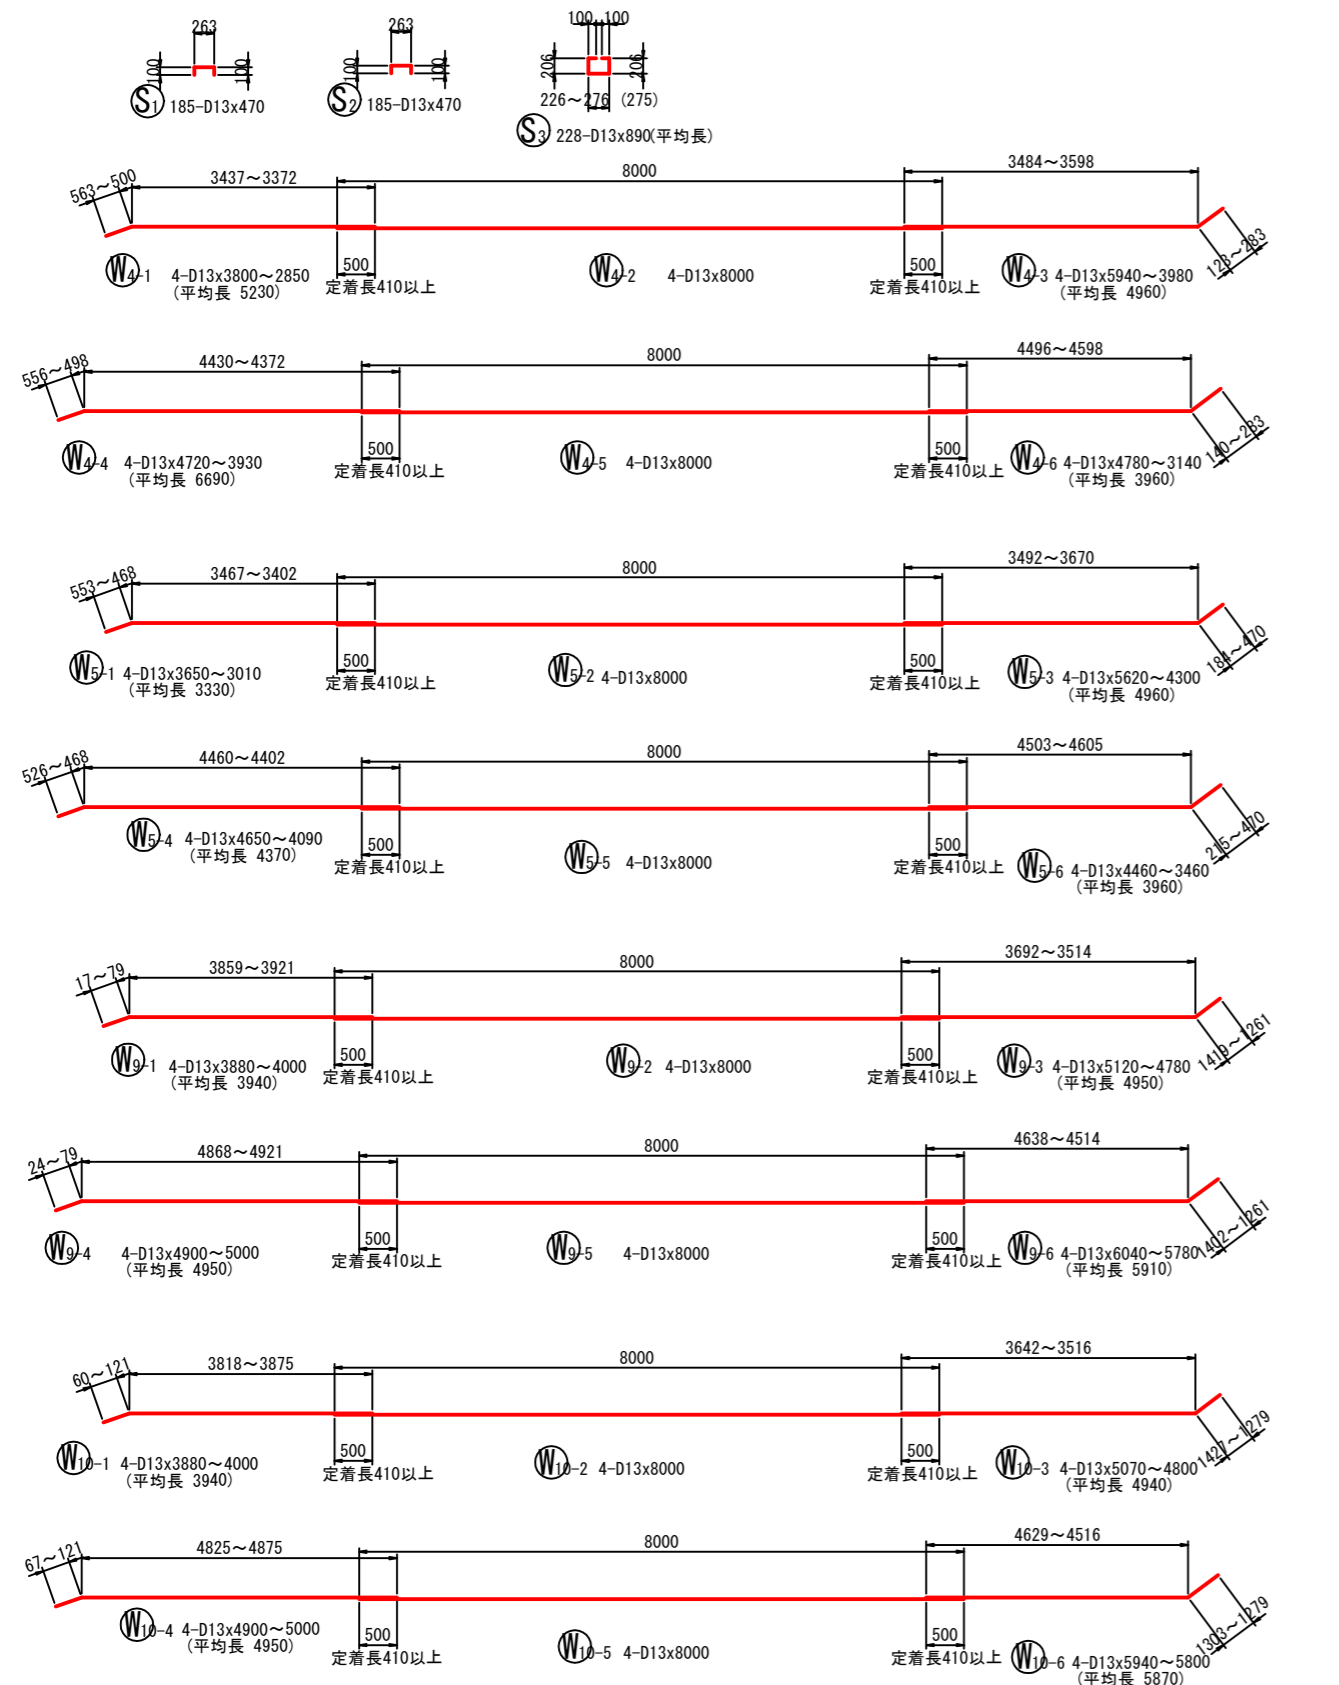 263
100
100
S1 185-D13x470
263
100
100
S2 185-D13x470
100 100
206
206
226～276 (275)
S3 228-D13x890(平均長)
563～500
3437～3372
8000
3484～3598
123～283
500
定着長410以上
500
定着長410以上
W4-1 4-D13x3800～2850
(平均長 5230)
W4-2 4-D13x8000
W4-3 4-D13x5940～3980
(平均長 4960)
556～498
4430～4372
8000
4496～4598
140～283
500
定着長410以上
500
定着長410以上
W4-4 4-D13x4720～3930
(平均長 6690)
W4-5 4-D13x8000
W4-6 4-D13x4780～3140
(平均長 3960)
553～468
3467～3402
8000
3492～3670
184～470
500
定着長410以上
500
定着長410以上
W5-1 4-D13x3650～3010
(平均長 3330)
W5-2 4-D13x8000
W5-3 4-D13x5620～4300
(平均長 4960)
526～468
4460～4402
8000
4503～4605
215～470
500
定着長410以上
500
定着長410以上
W5-4 4-D13x4650～4090
(平均長 4370)
W5-5 4-D13x8000
W5-6 4-D13x4460～3460
(平均長 3960)
17～79
3859～3921
8000
3692～3514
1419～1261
500
定着長410以上
500
定着長410以上
W9-1 4-D13x3880～4000
(平均長 3940)
W9-2 4-D13x8000
W9-3 4-D13x5120～4780
(平均長 4950)
24～79
4868～4921
8000
4638～4514
1402～1261
500
定着長410以上
500
定着長410以上
W9-4 4-D13x4900～5000
(平均長 4950)
W9-5 4-D13x8000
W9-6 4-D13x6040～5780
(平均長 5910)
60～121
3818～3875
8000
3642～3516
1427～1279
500
定着長410以上
500
定着長410以上
W10-1 4-D13x3880～4000
(平均長 3940)
W10-2 4-D13x8000
W10-3 4-D13x5070～4800
(平均長 4940)
67～121
4825～4875
8000
4629～4516
1303～1279
500
定着長410以上
500
定着長410以上
W10-4 4-D13x4900～5000
(平均長 4950)
W10-5 4-D13x8000
W10-6 4-D13x5940～5800
(平均長 5870)